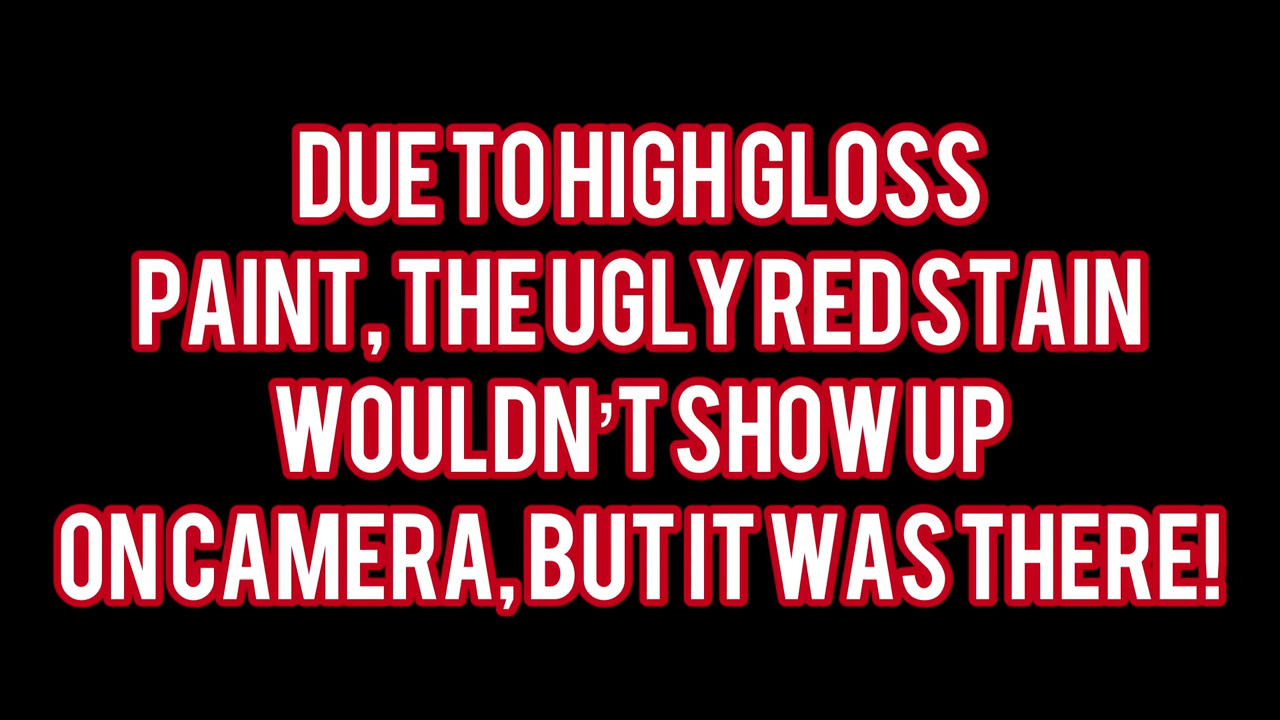 DUE TO HIGH GLOSS
PAINT, THE UGLY RED STAIN
WOULDN'T SHOW UP
ON CAMERA, BUT IT WAS THERE!